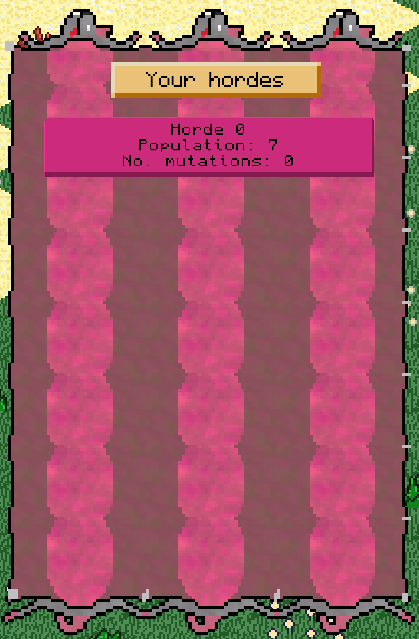 Your hordes
Horde 0
Population: 7
No. mutations: 0